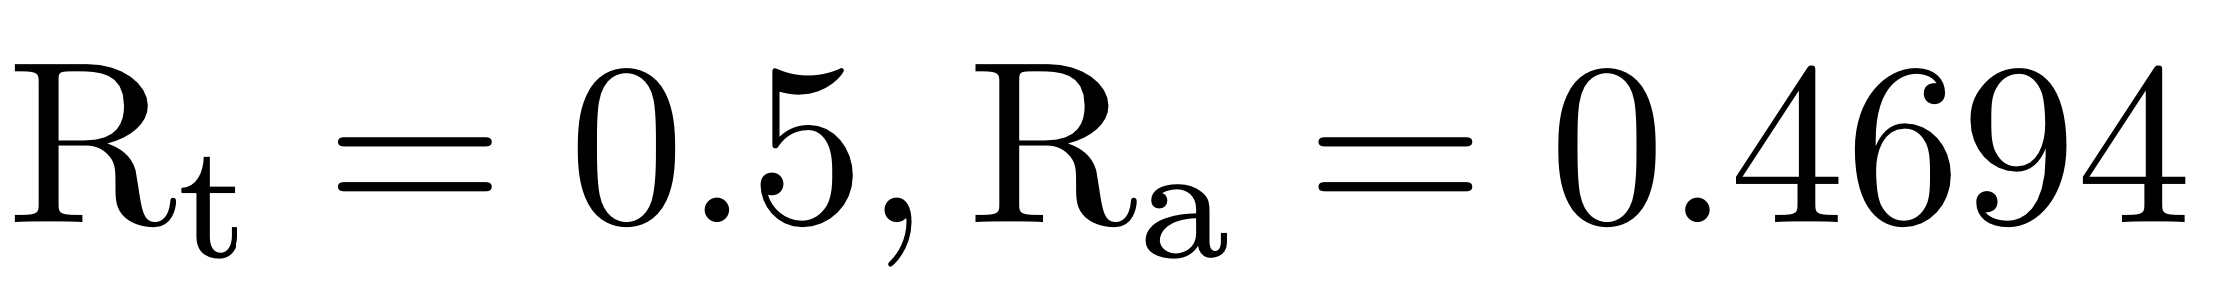 R_t = 0.5, R_a = 0.4694